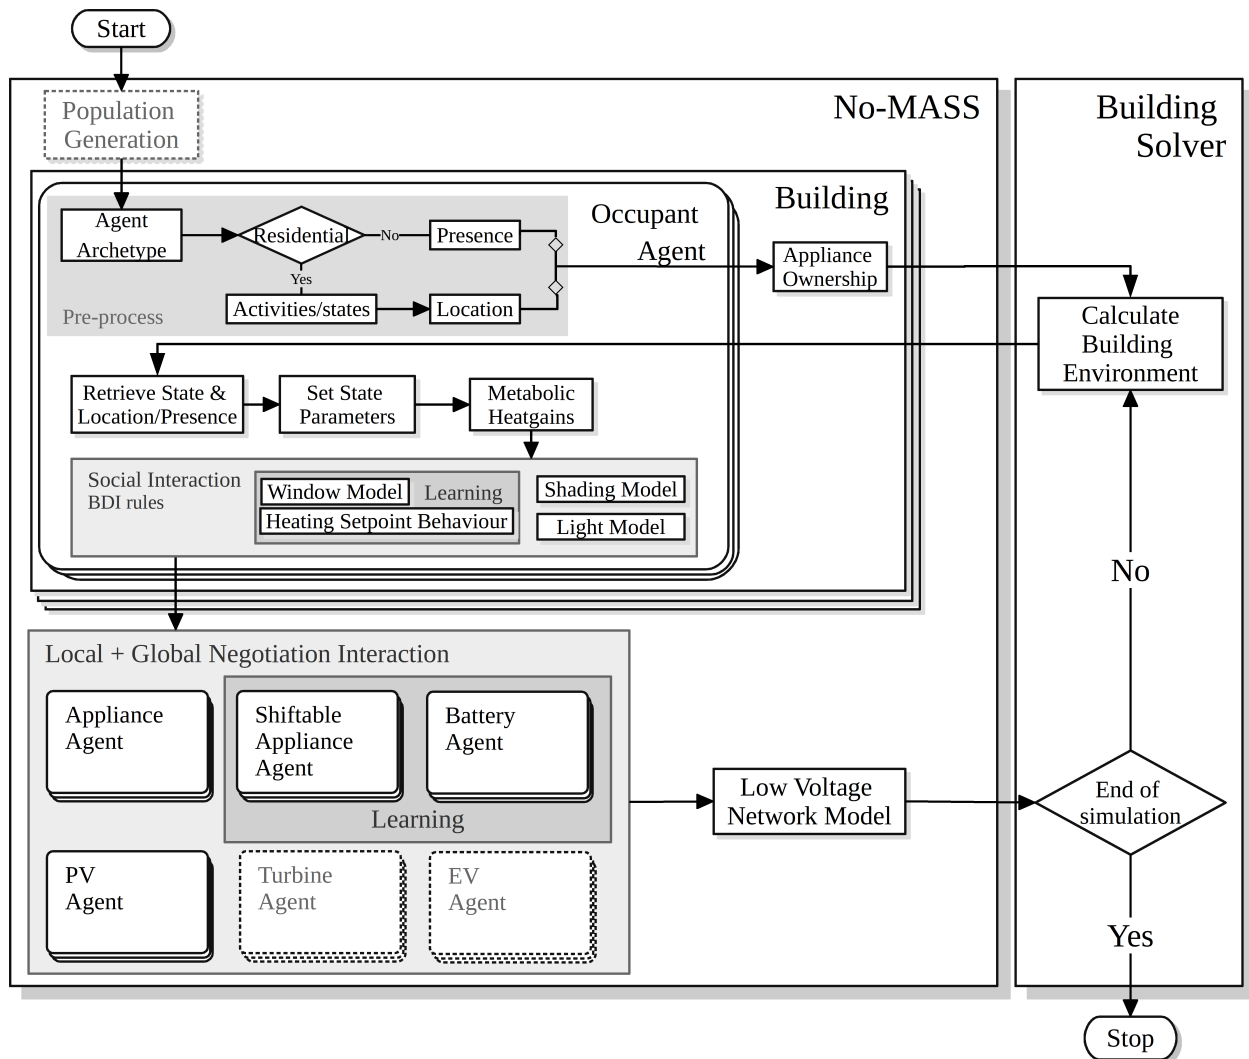 Start
Population
Generation
No-MASS
Building
Solver
Building
Occupant
Agent
Agent
Archetype
Residential
No
Presence
Yes
Activities/states
Location
Pre-process
Appliance
Ownership
Calculate
Building
Environment
Retrieve State &
Location/Presence
Set State
Parameters
Metabolic
Heatgains
Social Interaction
BDI rules
Window Model
Learning
Heating Setpoint Behaviour
Shading Model
Light Model
No
Local + Global Negotiation Interaction
Appliance
Agent
Shiftable
Appliance
Agent
Battery
Agent
Learning
PV
Agent
Turbine
Agent
EV
Agent
Low Voltage
Network Model
End of
simulation
Yes
Stop